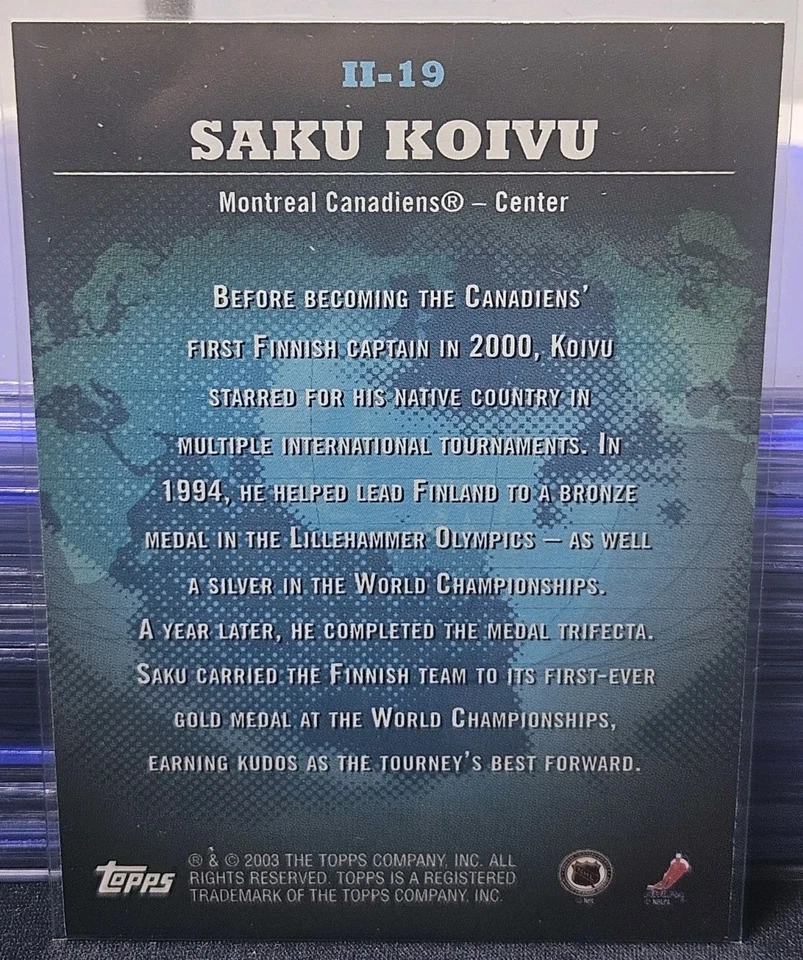 II-19
SAKU KOIVU
Montreal Canadiens® – Center
BEFORE BECOMING THE CANADIENS'
FIRST FINNISH CAPTAIN IN 2000, KOIVU
STARRED FOR HIS NATIVE COUNTRY IN
MULTIPLE INTERNATIONAL TOURNAMENTS. IN
1994, HE HELPED LEAD FINLAND TO A BRONZE
MEDAL IN THE LILLEHAMMER OLYMPICS — AS WELL
A SILVER IN THE WORLD CHAMPIONSHIPS.
A YEAR LATER, HE COMPLETED THE MEDAL TRIFECTA.
SAKU CARRIED THE FINNISH TEAM TO ITS FIRST-EVER
GOLD MEDAL AT THE WORLD CHAMPIONSHIPS,
EARNING KUDOS AS THE TOURNEY'S BEST FORWARD.
topps
® & © 2003 THE TOPPS COMPANY, INC. ALL
RIGHTS RESERVED. TOPPS IS A REGISTERED
TRADEMARK OF THE TOPPS COMPANY, INC.
© NHL
© NHLPA